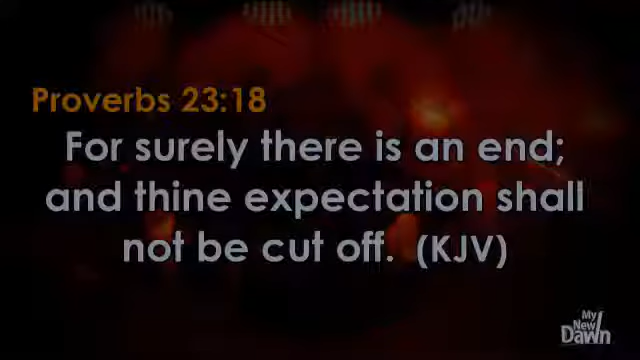 Proverbs 23:18
For surely there is an end;
and thine expectation shall
not be cut off. (KJV)
My
New
Dawn